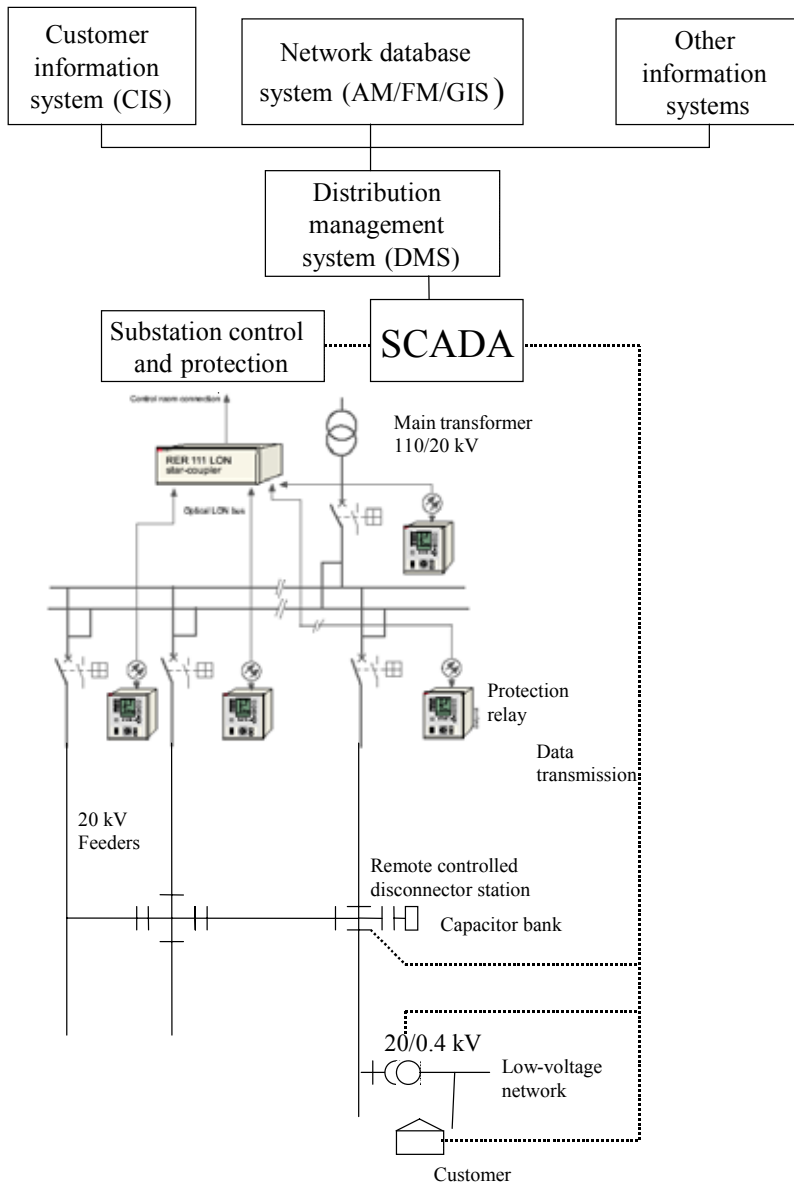 Customer
information
system (CIS)
Network database
system (AM/FM/GIS)
Other
information
systems
Distribution
management
system (DMS)
Substation control
and protection
SCADA
Control room connection
Main transformer
110/20 kV
RER 111 LON
star-coupler
Optical LON bus
Protection
relay
Data
transmission
20 kV
Feeders
Remote controlled
disconnector station
Capacitor bank
20/0.4 kV
Low-voltage
network
Customer